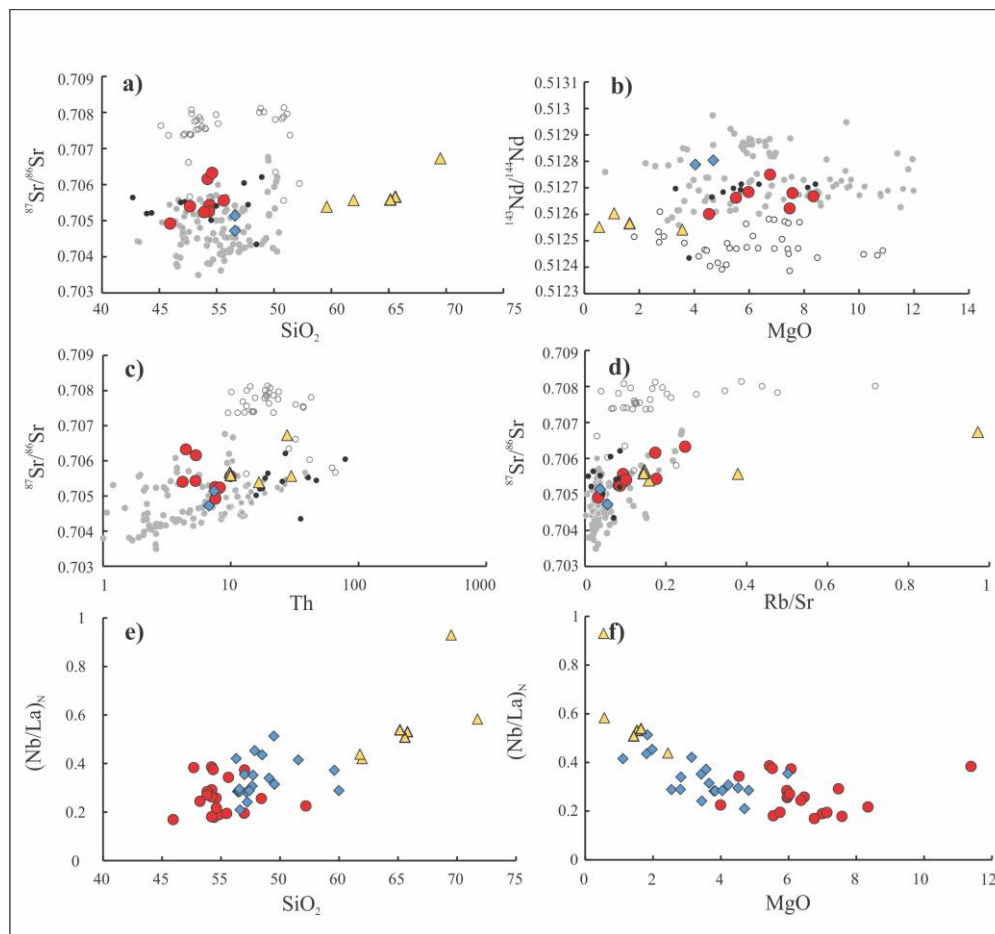 a)
0.709
0.708
0.707
0.706
0.705
0.704
0.703
⁸⁷Sr/⁸⁶Sr
40 45 50 55 60 65 70 75
SiO₂
b)
0.5131
0.513
0.5129
0.5128
0.5127
0.5126
0.5125
0.5124
0.5123
¹⁴³Nd/¹⁴⁴Nd
0 2 4 6 8 10 12 14
MgO
c)
0.709
0.708
0.707
0.706
0.705
0.704
0.703
⁸⁷Sr/⁸⁶Sr
1 10 100 1000
Th
d)
0.709
0.708
0.707
0.706
0.705
0.704
0.703
⁸⁷Sr/⁸⁶Sr
0 0.2 0.4 0.6 0.8 1
Rb/Sr
e)
1
0.8
0.6
0.4
0.2
0
(Nb/La)N
40 45 50 55 60 65 70 75
SiO₂
f)
1
0.8
0.6
0.4
0.2
0
(Nb/La)N
0 2 4 6 8 10 12
MgO